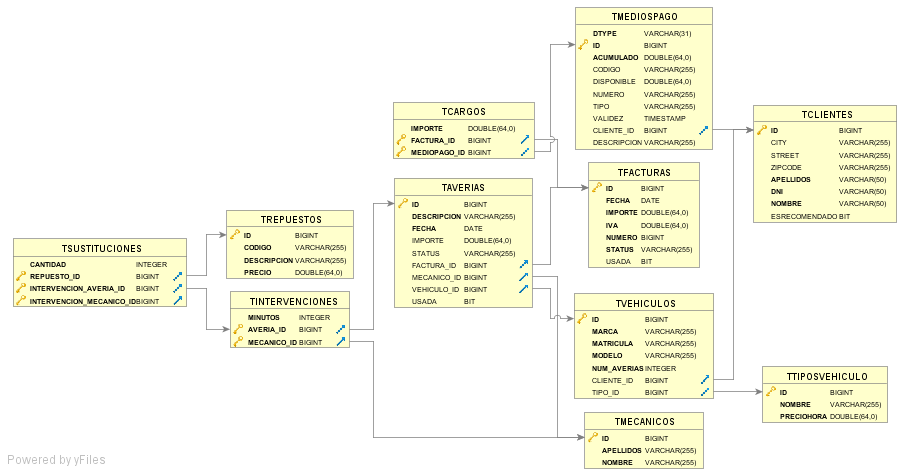 TMEDIOSPAGO
DTYPE VARCHAR(31)
ID BIGINT
ACUMULADO DOUBLE(64,0)
CODIGO VARCHAR(255)
DISPONIBLE DOUBLE(64,0)
NUMERO VARCHAR(255)
TIPO VARCHAR(255)
VALIDEZ TIMESTAMP
CLIENTE_ID BIGINT
DESCRIPCION VARCHAR(255)
TCARGOS
IMPORTE DOUBLE(64,0)
FACTURA_ID BIGINT
MEDIOPAGO_ID BIGINT
TCLIENTES
ID BIGINT
CITY VARCHAR(255)
STREET VARCHAR(255)
ZIPCODE VARCHAR(255)
APELLIDOS VARCHAR(50)
DNI VARCHAR(50)
NOMBRE VARCHAR(50)
ESRECOMENDADO BIT
TFACTURAS
ID BIGINT
FECHA DATE
IMPORTE DOUBLE(64,0)
IVA DOUBLE(64,0)
NUMERO BIGINT
STATUS VARCHAR(255)
USADA BIT
TAVERIAS
ID BIGINT
DESCRIPCION VARCHAR(255)
FECHA DATE
IMPORTE DOUBLE(64,0)
STATUS VARCHAR(255)
FACTURA_ID BIGINT
MECANICO_ID BIGINT
VEHICULO_ID BIGINT
USADA BIT
TREPUESTOS
ID BIGINT
CODIGO VARCHAR(255)
DESCRIPCION VARCHAR(255)
PRECIO DOUBLE(64,0)
TSUSTITUCIONES
CANTIDAD INTEGER
REPUESTO_ID BIGINT
INTERVENCION_AVERIA_ID BIGINT
INTERVENCION_MECANICO_ID BIGINT
TINTERVENCIONES
MINUTOS INTEGER
AVERIA_ID BIGINT
MECANICO_ID BIGINT
TVEHICULOS
ID BIGINT
MARCA VARCHAR(255)
MATRICULA VARCHAR(255)
MODELO VARCHAR(255)
NUM_AVERIAS INTEGER
CLIENTE_ID BIGINT
TIPO_ID BIGINT
TTIPOSVEHICULO
ID BIGINT
NOMBRE VARCHAR(255)
PRECIOHORA DOUBLE(64,0)
TMECANICOS
ID BIGINT
APELLIDOS VARCHAR(255)
NOMBRE VARCHAR(255)
Powered by yFiles